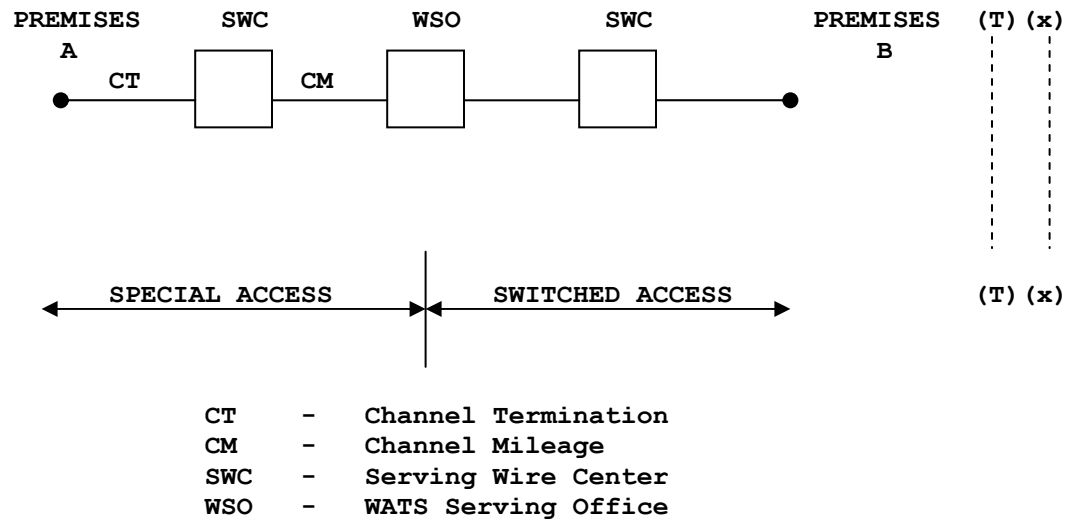 PREMISES SWC WSO SWC PREMISES (T) (x)
A B
CT CM
SPECIAL ACCESS SWITCHED ACCESS (T) (x)
CT - Channel Termination
CM - Channel Mileage
SWC - Serving Wire Center
WSO - WATS Serving Office